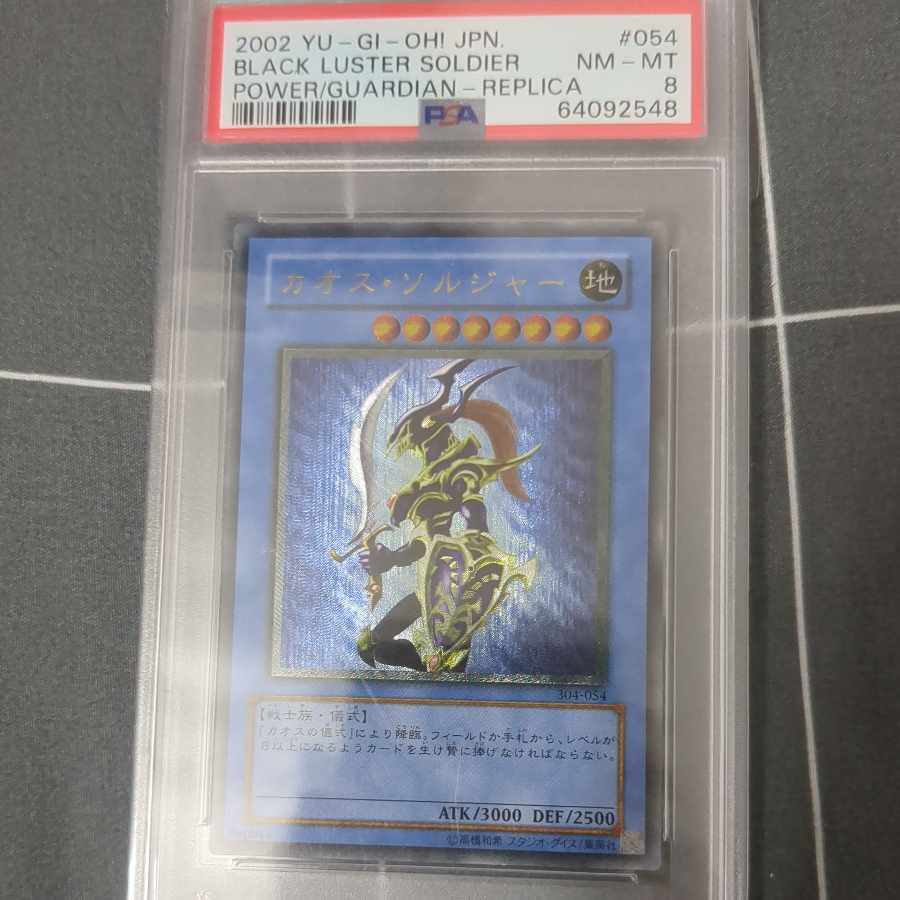 2002 YU-GI-OH! JPN. #054
BLACK LUSTER SOLDIER NM-MT
POWER/GUARDIAN-REPLICA 8
PSA 64092548
カオス・ソルジャー 地
304-054
【戦士族・儀式】
「カオスの儀式」により降臨。フィールドか手札から、レベルが
8以上になるようカードを生け贄に捧げなければならない。
ATK/3000 DEF/2500
©高橋和希 スタジオ・ダイス/集英社